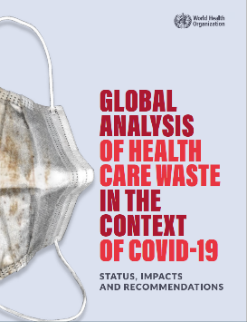 World Health
Organization
GLOBAL
ANALYSIS
OF HEALTH
CARE WASTE
IN THE
CONTEXT
OF COVID-19
STATUS, IMPACTS
AND RECOMMENDATIONS